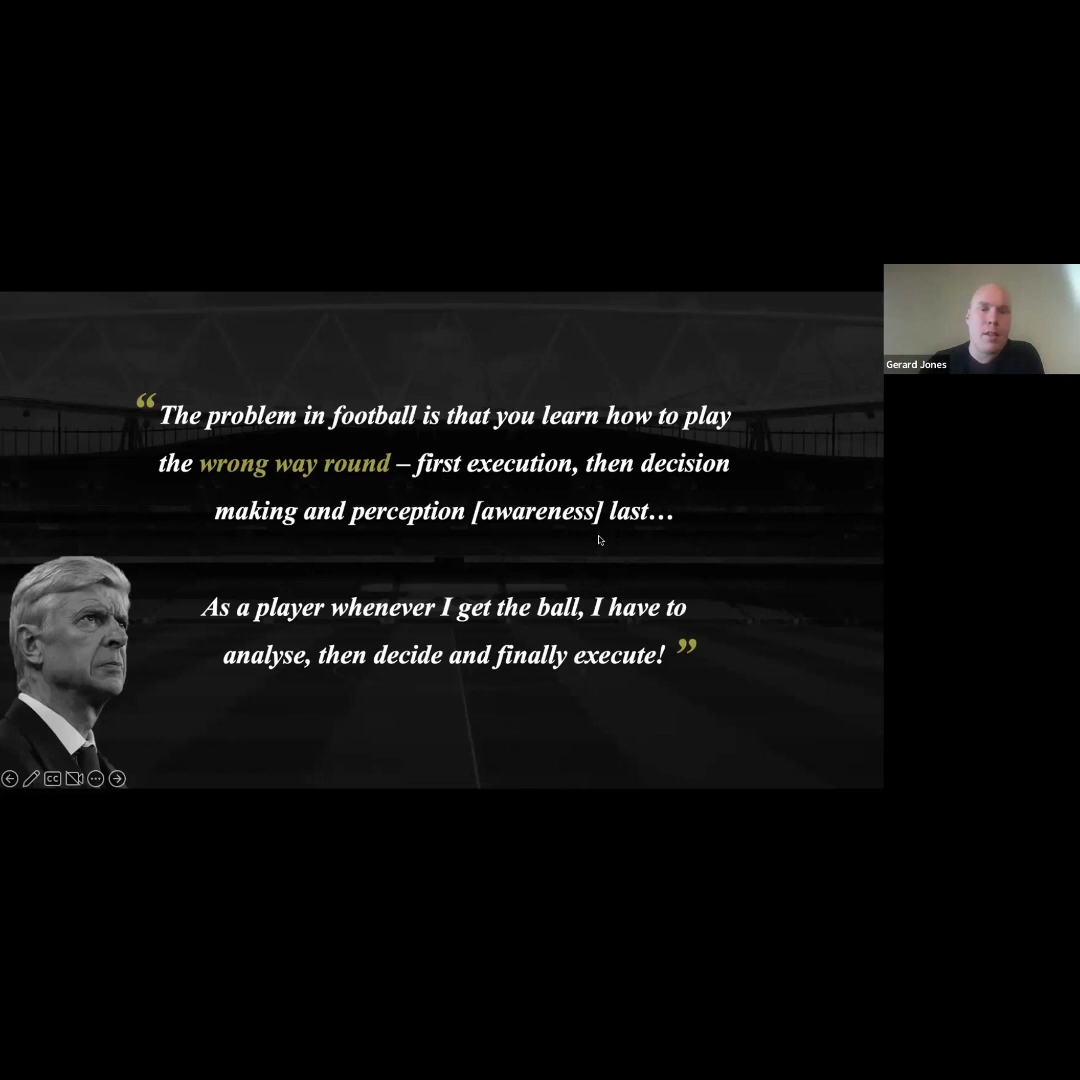 “ The problem in football is that you learn how to play
the wrong way round – first execution, then decision
making and perception [awareness] last…
As a player whenever I get the ball, I have to
analyse, then decide and finally execute! ”
Gerard Jones
CC